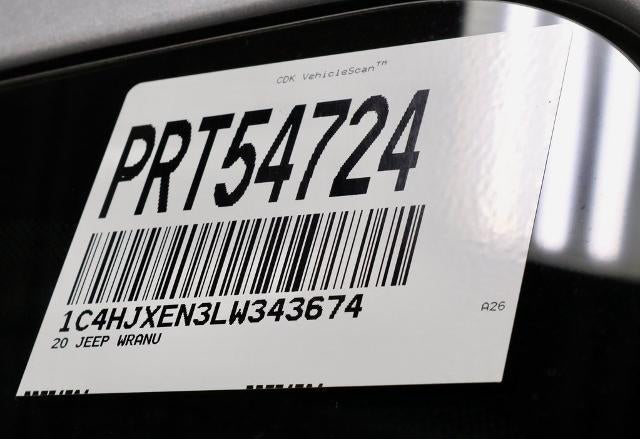 CDK VehicleScan™
PRT54724
1C4HJXEN3LW343674
20 JEEP WRANU
A26